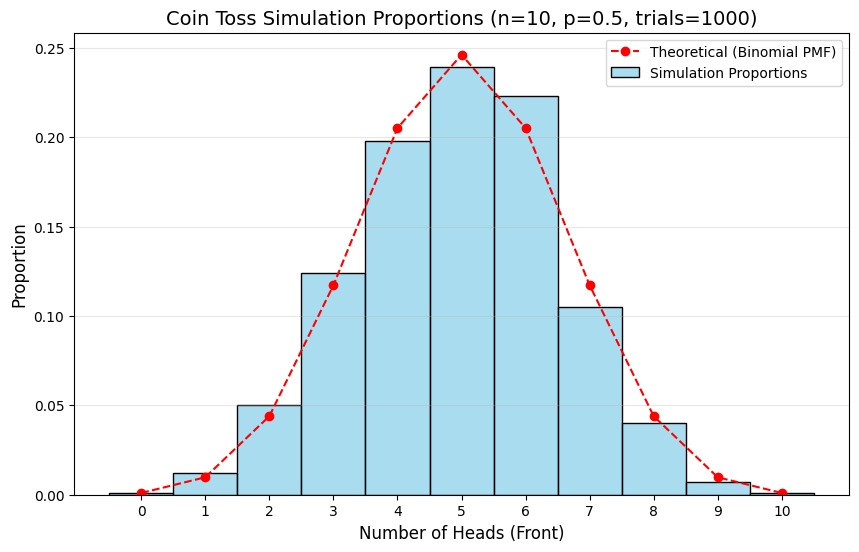 Coin Toss Simulation Proportions (n=10, p=0.5, trials=1000)
Theoretical (Binomial PMF)
Simulation Proportions
Proportion
0.25
0.20
0.15
0.10
0.05
0.00
0 1 2 3 4 5 6 7 8 9 10
Number of Heads (Front)